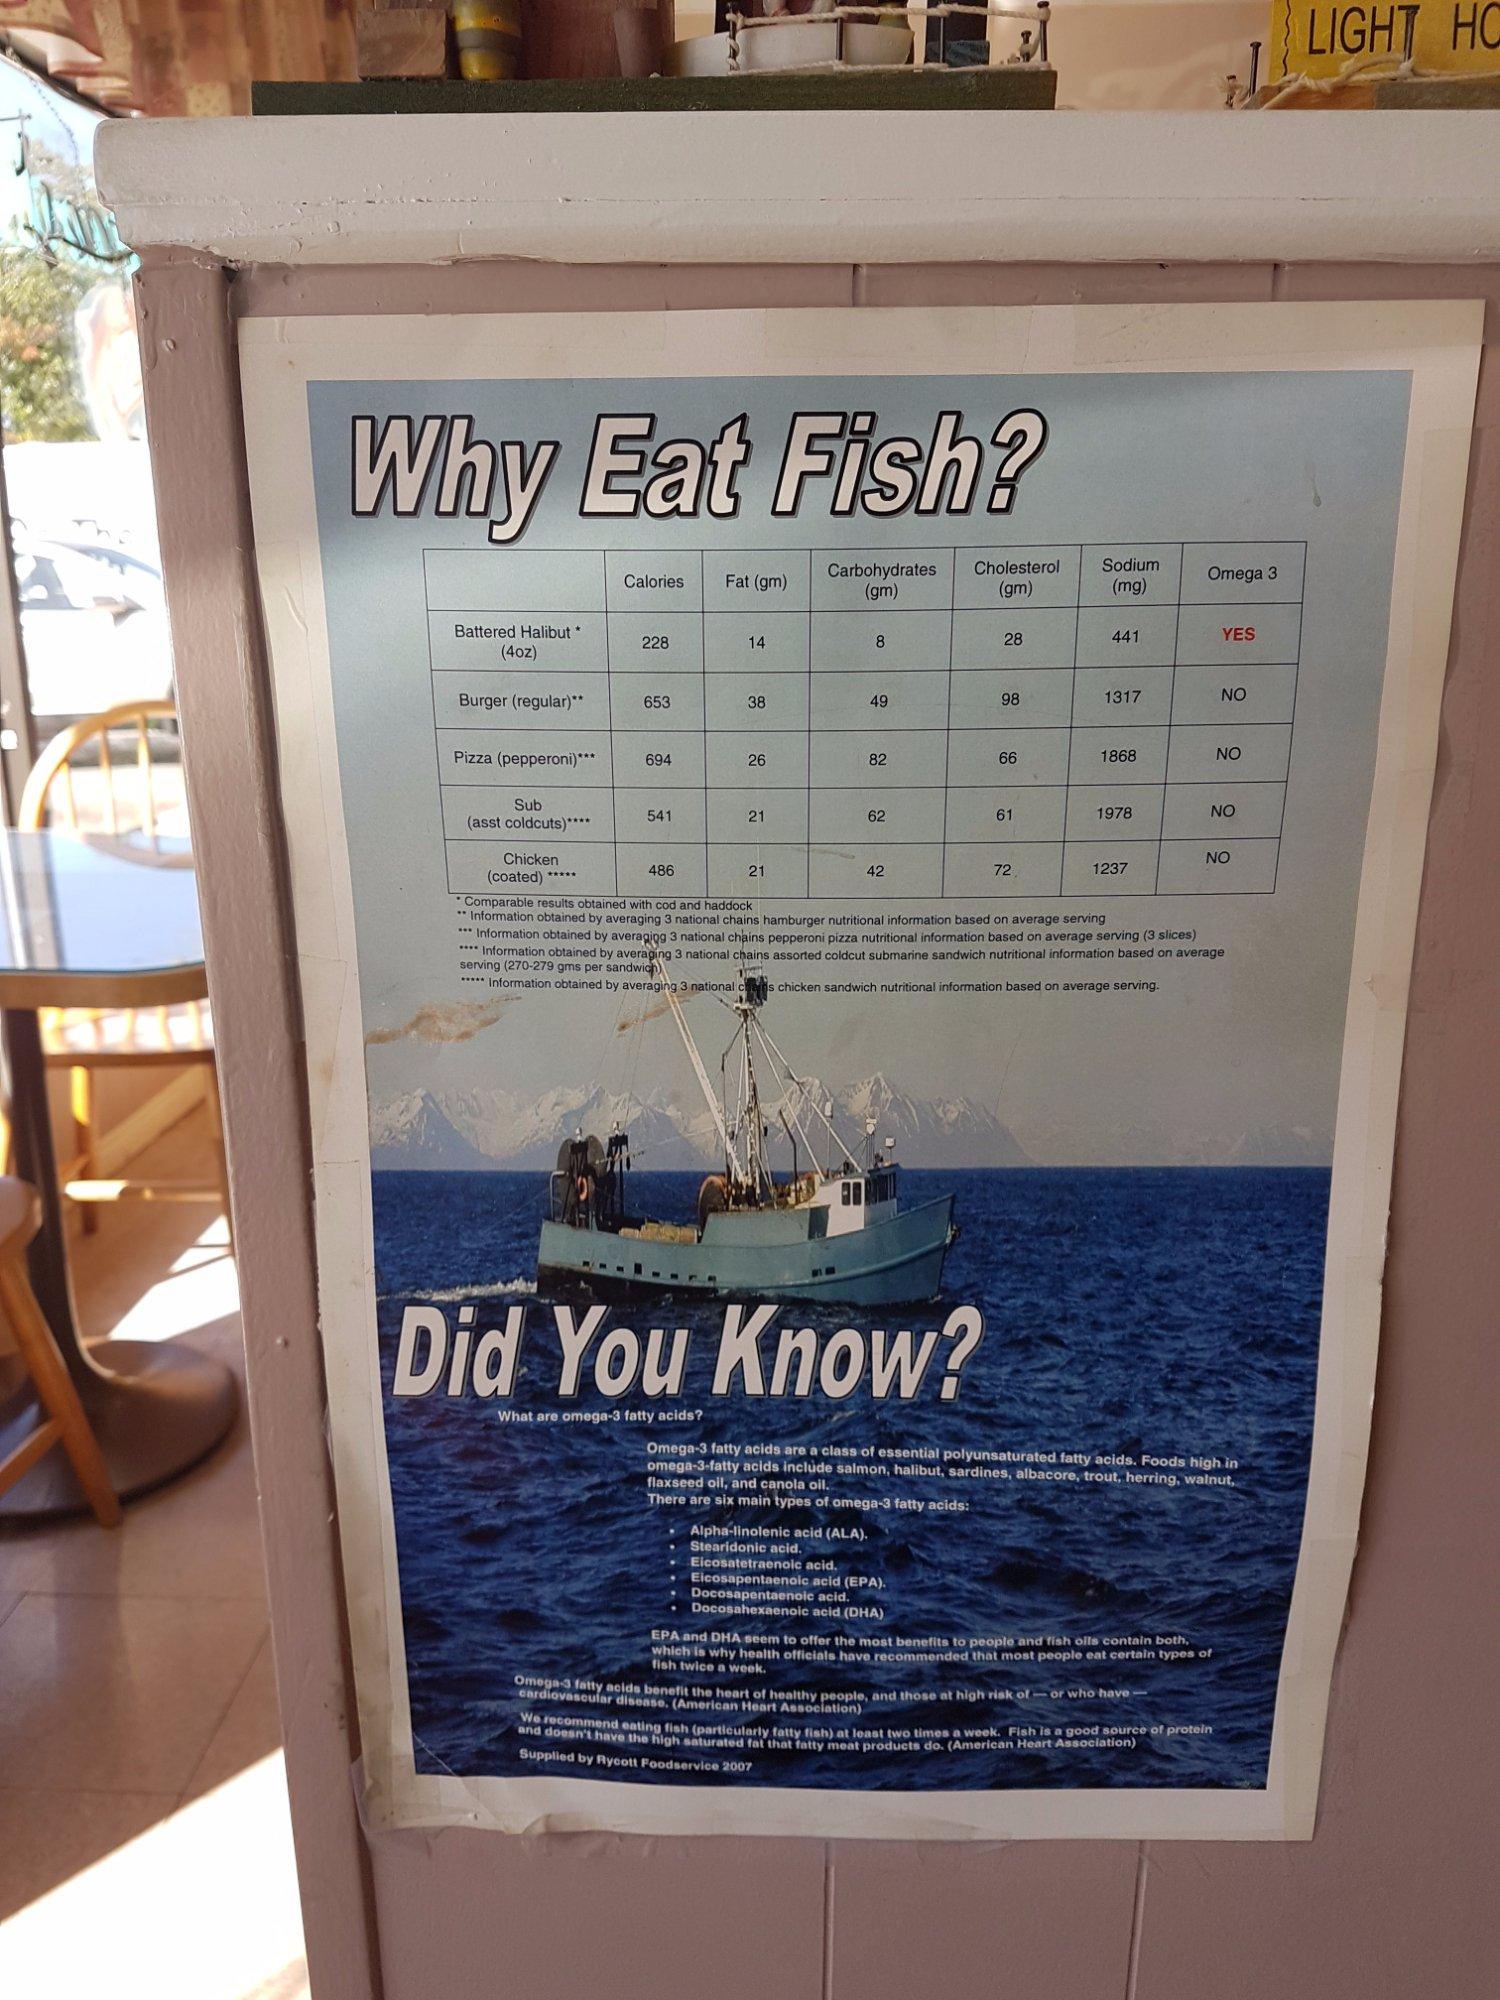 LIGHT HO
Why Eat Fish?
Calories Fat (gm) Carbohydrates (gm) Cholesterol (gm) Sodium (mg) Omega 3
Battered Halibut * (4oz) 228 14 8 28 441 YES
Burger (regular)** 653 38 49 98 1317 NO
Pizza (pepperoni)*** 694 26 82 66 1868 NO
Sub (asst coldcuts)**** 541 21 62 61 1978 NO
Chicken (coated) ***** 486 21 42 72 1237 NO
* Comparable results obtained with cod and haddock
** Information obtained by averaging 3 national chains hamburger nutritional information based on average serving
*** Information obtained by averaging 3 national chains pepperoni pizza nutritional information based on average serving (3 slices)
**** Information obtained by averaging 3 national chains assorted coldcut submarine sandwich nutritional information based on average
serving (270-279 gms per sandwich)
***** Information obtained by averaging 3 national chains chicken sandwich nutritional information based on average serving.
Did You Know?
What are omega-3 fatty acids?
Omega-3 fatty acids are a class of essential polyunsaturated fatty acids. Foods high in
omega-3-fatty acids include salmon, halibut, sardines, albacore, trout, herring, walnut,
flaxseed oil, and canola oil.
There are six main types of omega-3 fatty acids:
• Alpha-linolenic acid (ALA).
• Stearidonic acid.
• Eicosatetraenoic acid.
• Eicosapentaenoic acid (EPA).
• Docosapentaenoic acid.
• Docosahexaenoic acid (DHA)
EPA and DHA seem to offer the most benefits to people and fish oils contain both,
which is why health officials have recommended that most people eat certain types of
fish twice a week.
Omega-3 fatty acids benefit the heart of healthy people, and those at high risk of — or who have —
cardiovascular disease. (American Heart Association)
We recommend eating fish (particularly fatty fish) at least two times a week. Fish is a good source of protein
and doesn't have the high saturated fat that fatty meat products do. (American Heart Association)
Supplied by Rycott Foodservice 2007